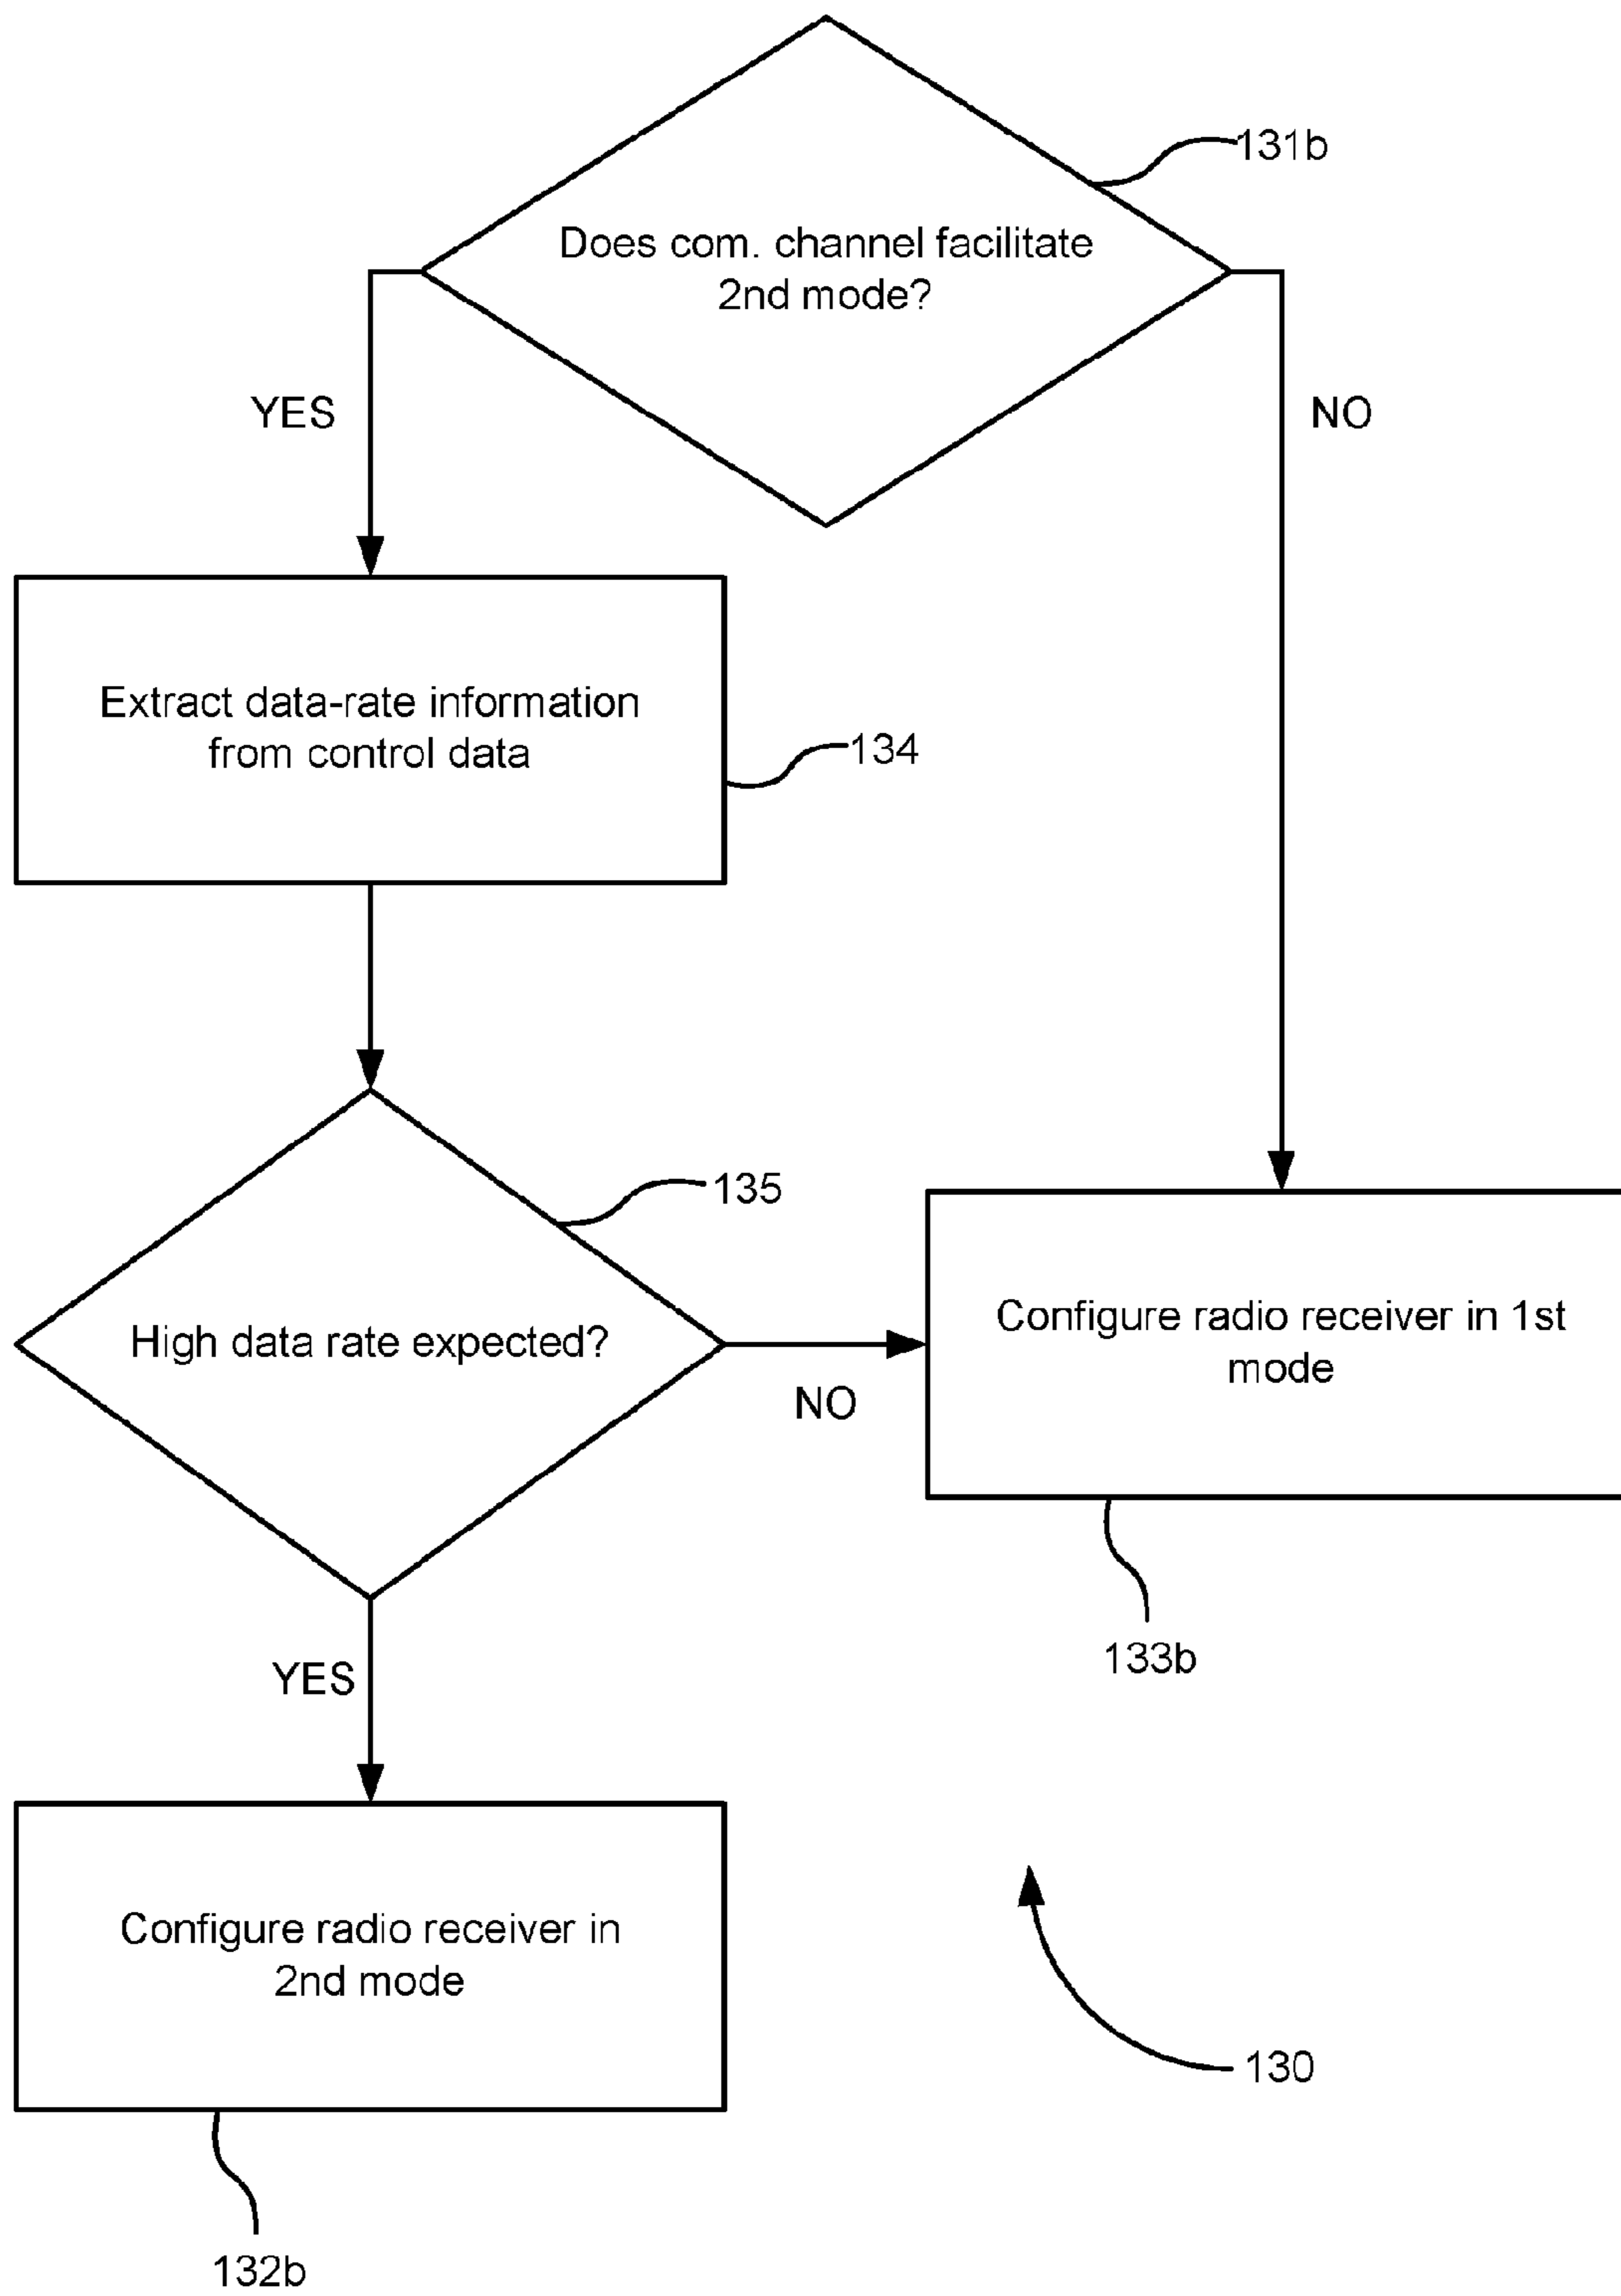 131b
Does com. channel facilitate
2nd mode?
YES
NO
Extract data-rate information
from control data
134
135
High data rate expected?
NO
Configure radio receiver in 1st
mode
133b
YES
Configure radio receiver in
2nd mode
130
132b